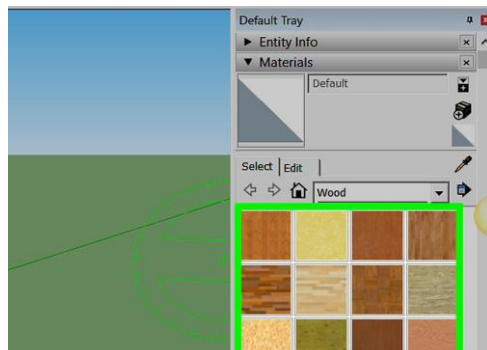 Default Tray
Entity Info
Materials
Default
Select Edit
Wood